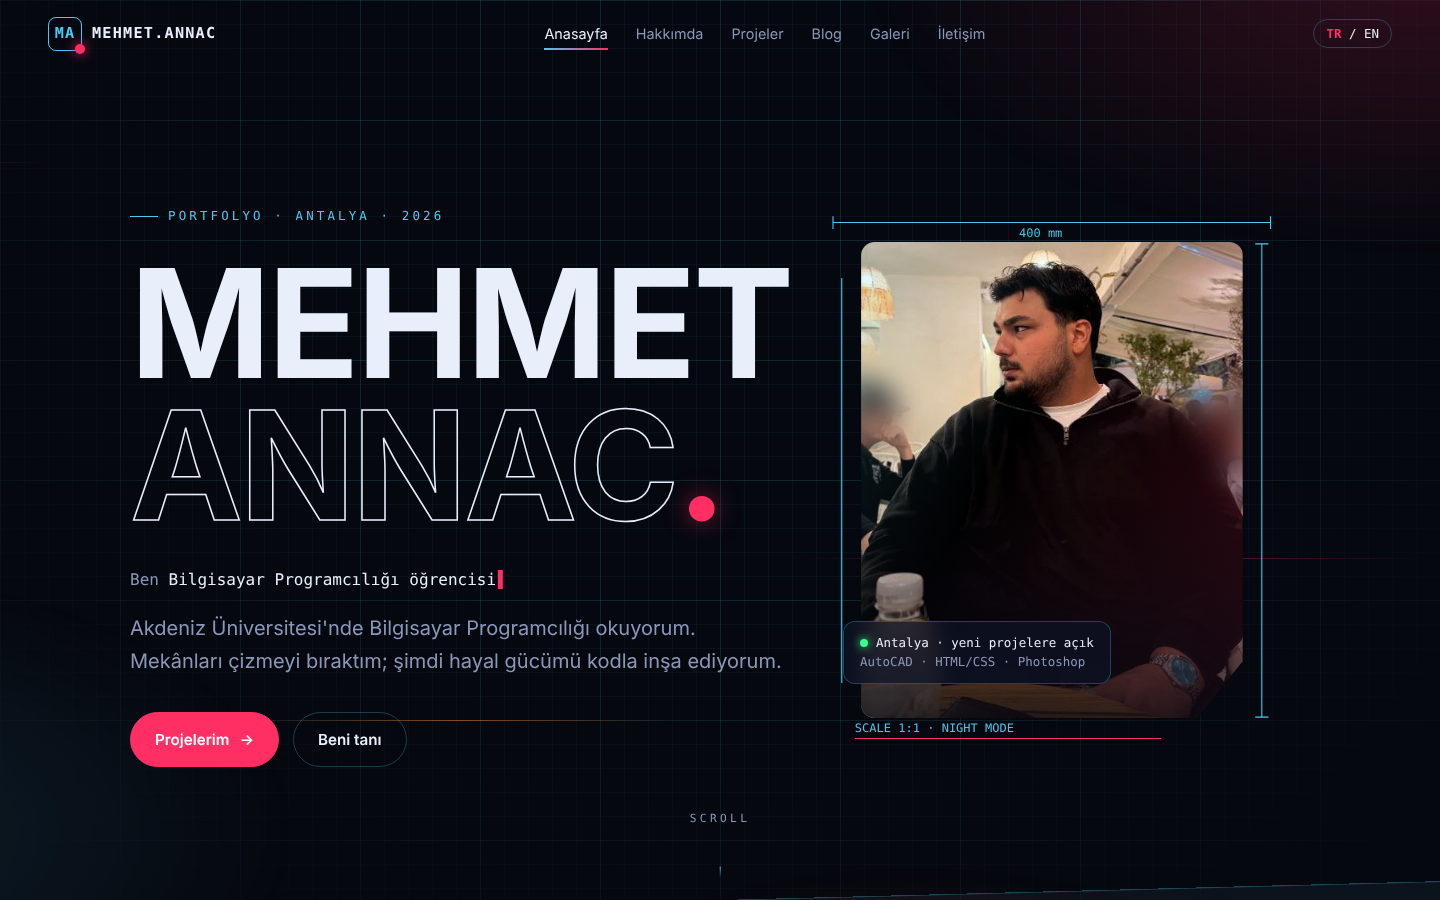 MA MEHMET.ANNAC
Anasayfa Hakkımda Projeler Blog Galeri İletişim
TR / EN
PORTFOLYO · ANTALYA · 2026
MEHMET
ANNAC.
Ben Bilgisayar Programcılığı öğrencisi
Akdeniz Üniversitesi'nde Bilgisayar Programcılığı okuyorum.
Mekânları çizmeyi bıraktım; şimdi hayal gücümü kodla inşa ediyorum.
Projelerim →
Beni tanı
400 mm
Antalya · yeni projelere açık
AutoCAD · HTML/CSS · Photoshop
SCALE 1:1 · NIGHT MODE
SCROLL